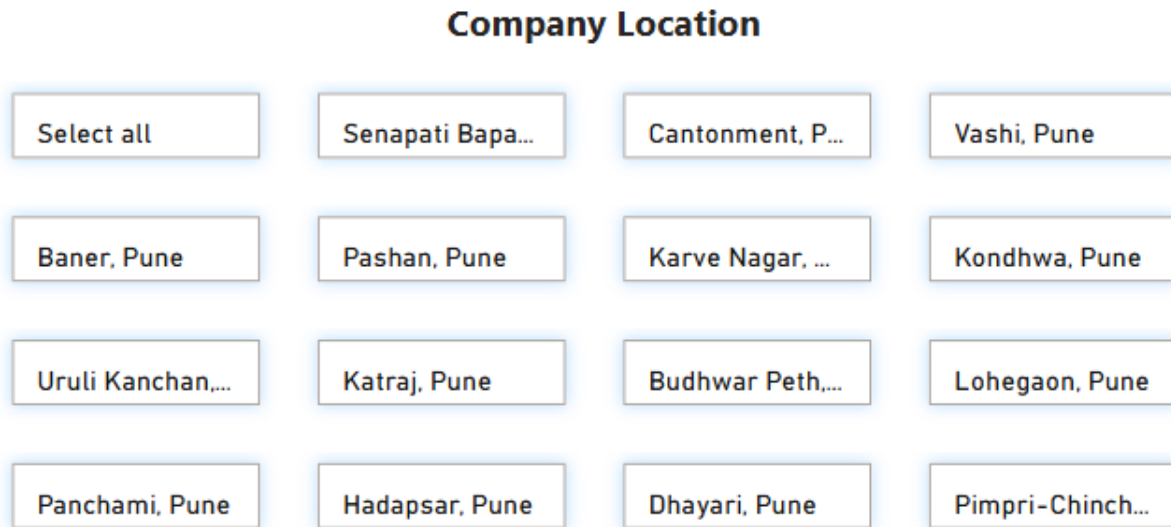 Company Location
Select all
Senapati Bapa...
Cantonment, P...
Vashi, Pune
Baner, Pune
Pashan, Pune
Karve Nagar, ...
Kondhwa, Pune
Uruli Kanchan,...
Katraj, Pune
Budhwar Peth,...
Lohegaon, Pune
Panchami, Pune
Hadapsar, Pune
Dhayari, Pune
Pimpri-Chinch...